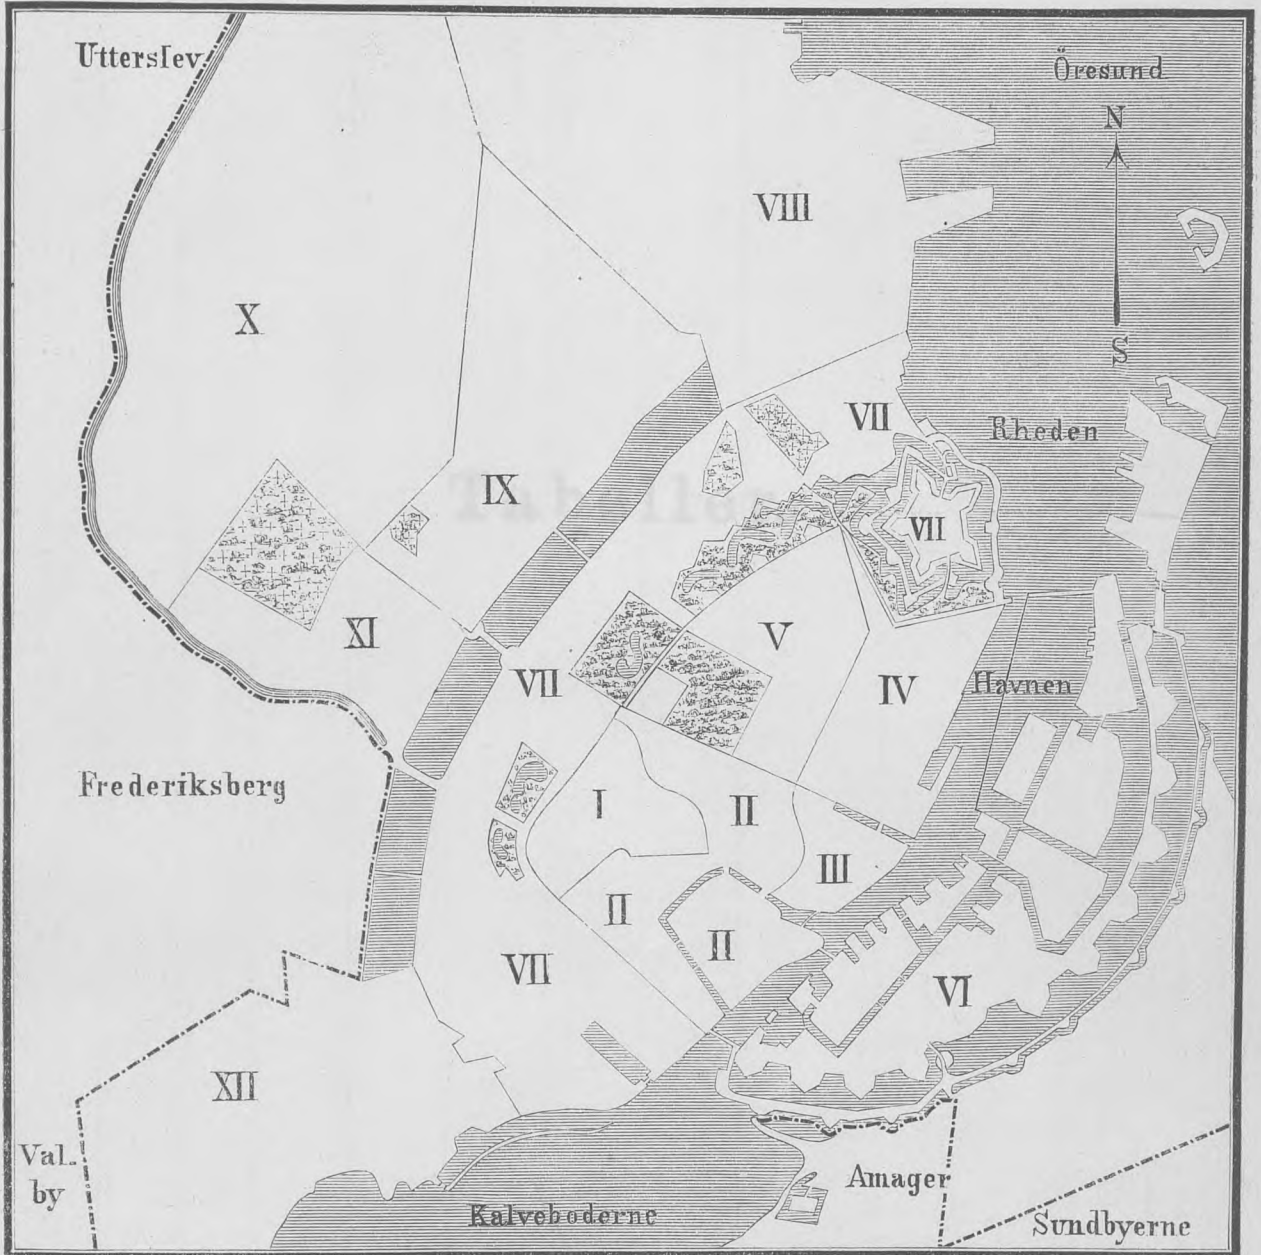 Utterslev
Öresund
N
VIII
X
S
VII
Rheden
IX
Tabeller
VII
V
XI
VII
IV
Havnen
Frederiksberg
I
II
III
II
II
VII
VI
XII
Val-
by
Amager
Kalveboderne
Sundbyerne